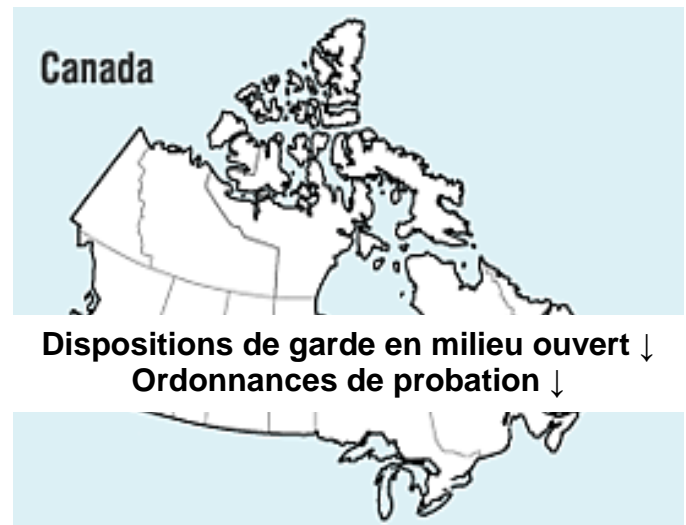 Canada
Dispositions de garde en milieu ouvert ↓
Ordonnances de probation ↓